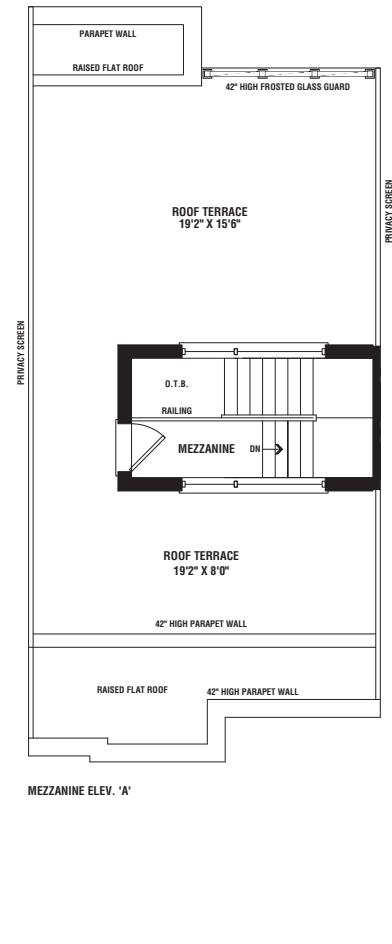 PARAPET WALL
RAISED FLAT ROOF
42" HIGH FROSTED GLASS GUARD
ROOF TERRACE
19'2" X 15'6"
PRIVACY SCREEN
PRIVACY SCREEN
O.T.B.
RAILING
MEZZANINE DN
ROOF TERRACE
19'2" X 8'0"
42" HIGH PARAPET WALL
RAISED FLAT ROOF
42" HIGH PARAPET WALL
MEZZANINE ELEV. 'A'